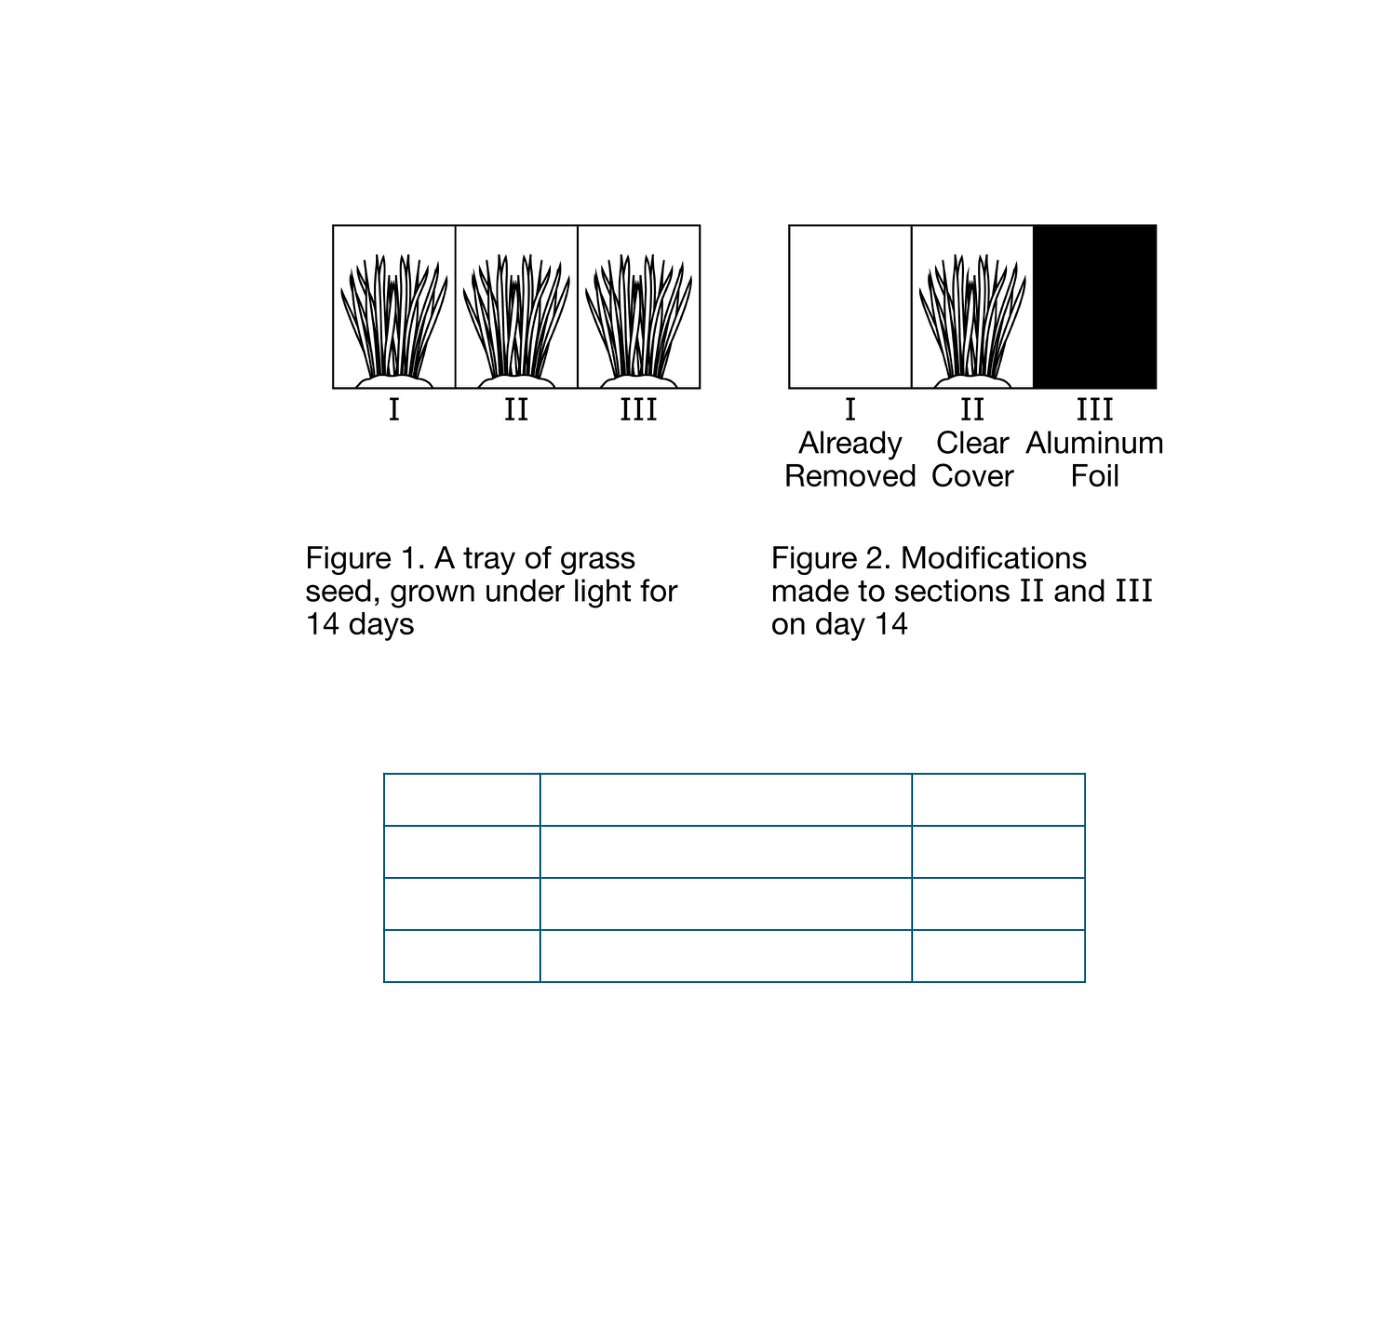 I II III
I II III
Already Clear Aluminum
Removed Cover Foil
Figure 1. A tray of grass
seed, grown under light for
14 days
Figure 2. Modifications
made to sections II and III
on day 14